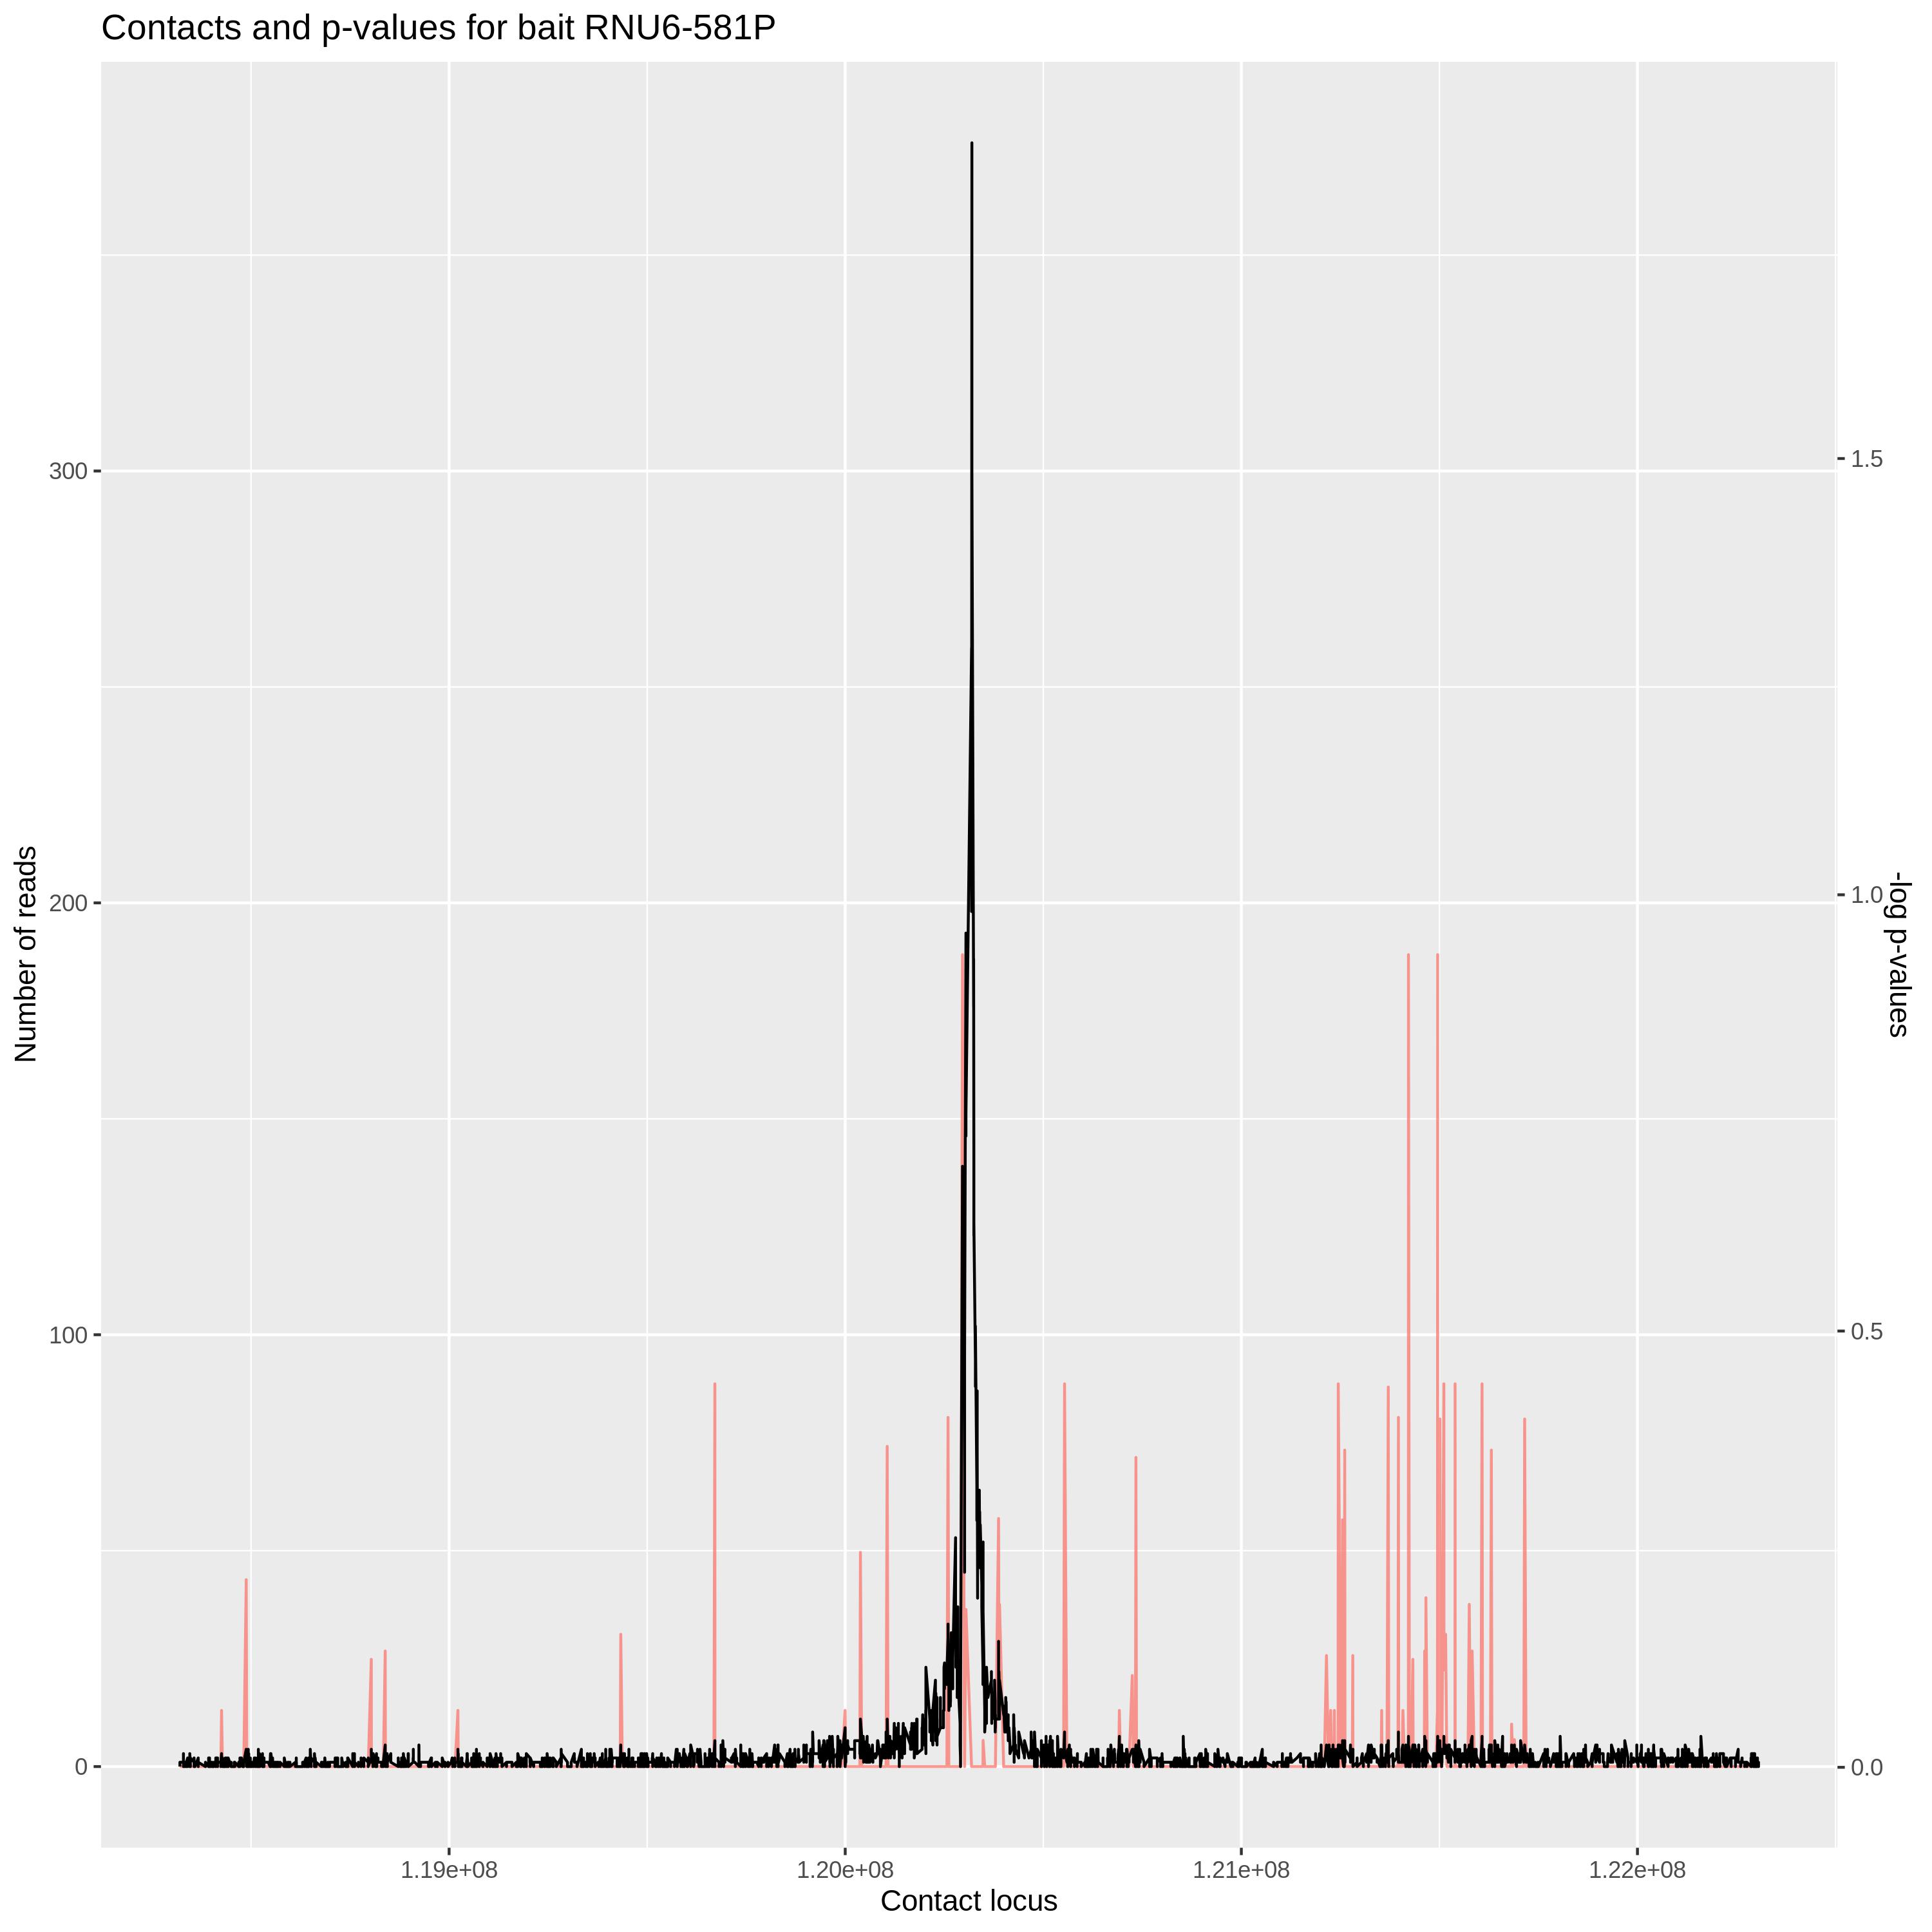 Contacts and p-values for bait RNU6-581P
Number of reads
300
200
100
0
1.5
1.0
0.5
0.0
-log p-values
1.19e+08
1.20e+08
1.21e+08
1.22e+08
Contact locus